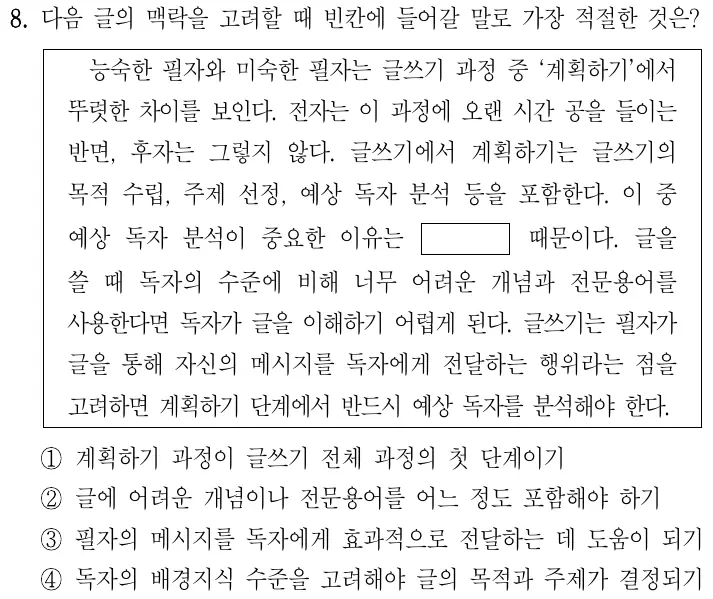 8. 다음 글의 맥락을 고려할 때 빈칸에 들어갈 말로 가장 적절한 것은?
능숙한 필자와 미숙한 필자는 글쓰기 과정 중 ‘계획하기’에서
뚜렷한 차이를 보인다. 전자는 이 과정에 오랜 시간 공을 들이는
반면, 후자는 그렇지 않다. 글쓰기에서 계획하기는 글쓰기의
목적 수립, 주제 선정, 예상 독자 분석 등을 포함한다. 이 중
예상 독자 분석이 중요한 이유는 때문이다. 글을
쓸 때 독자의 수준에 비해 너무 어려운 개념과 전문용어를
사용한다면 독자가 글을 이해하기 어렵게 된다. 글쓰기는 필자가
글을 통해 자신의 메시지를 독자에게 전달하는 행위라는 점을
고려하면 계획하기 단계에서 반드시 예상 독자를 분석해야 한다.
① 계획하기 과정이 글쓰기 전체 과정의 첫 단계이기
② 글에 어려운 개념이나 전문용어를 어느 정도 포함해야 하기
③ 필자의 메시지를 독자에게 효과적으로 전달하는 데 도움이 되기
④ 독자의 배경지식 수준을 고려해야 글의 목적과 주제가 결정되기